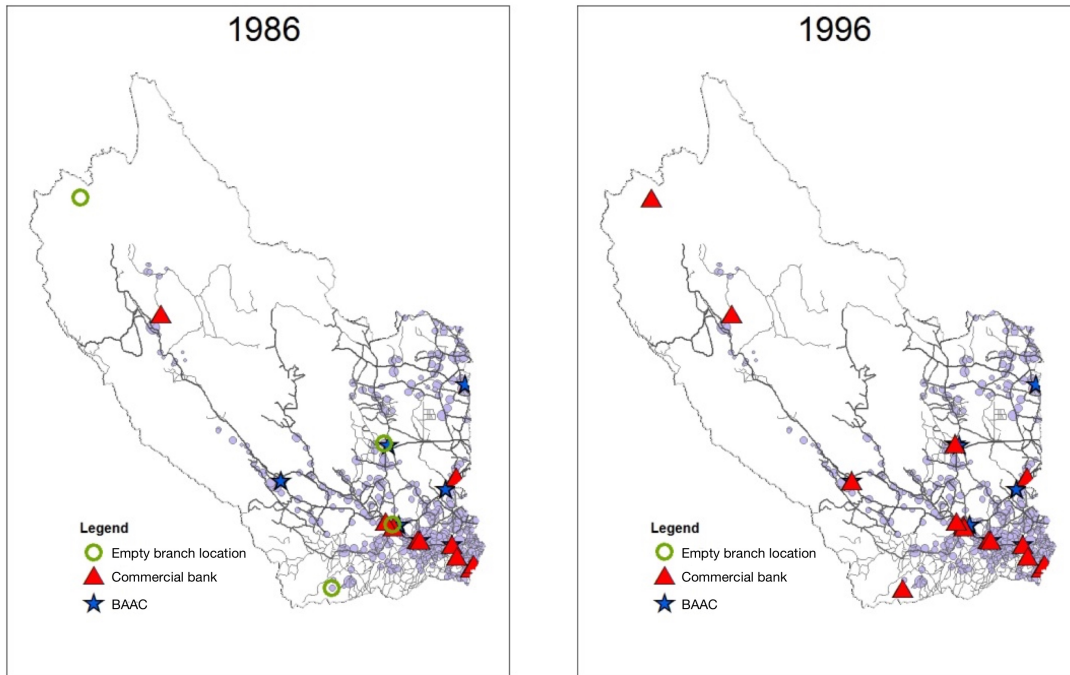 1986
Legend
Empty branch location
Commercial bank
BAAC
1996
Legend
Empty branch location
Commercial bank
BAAC